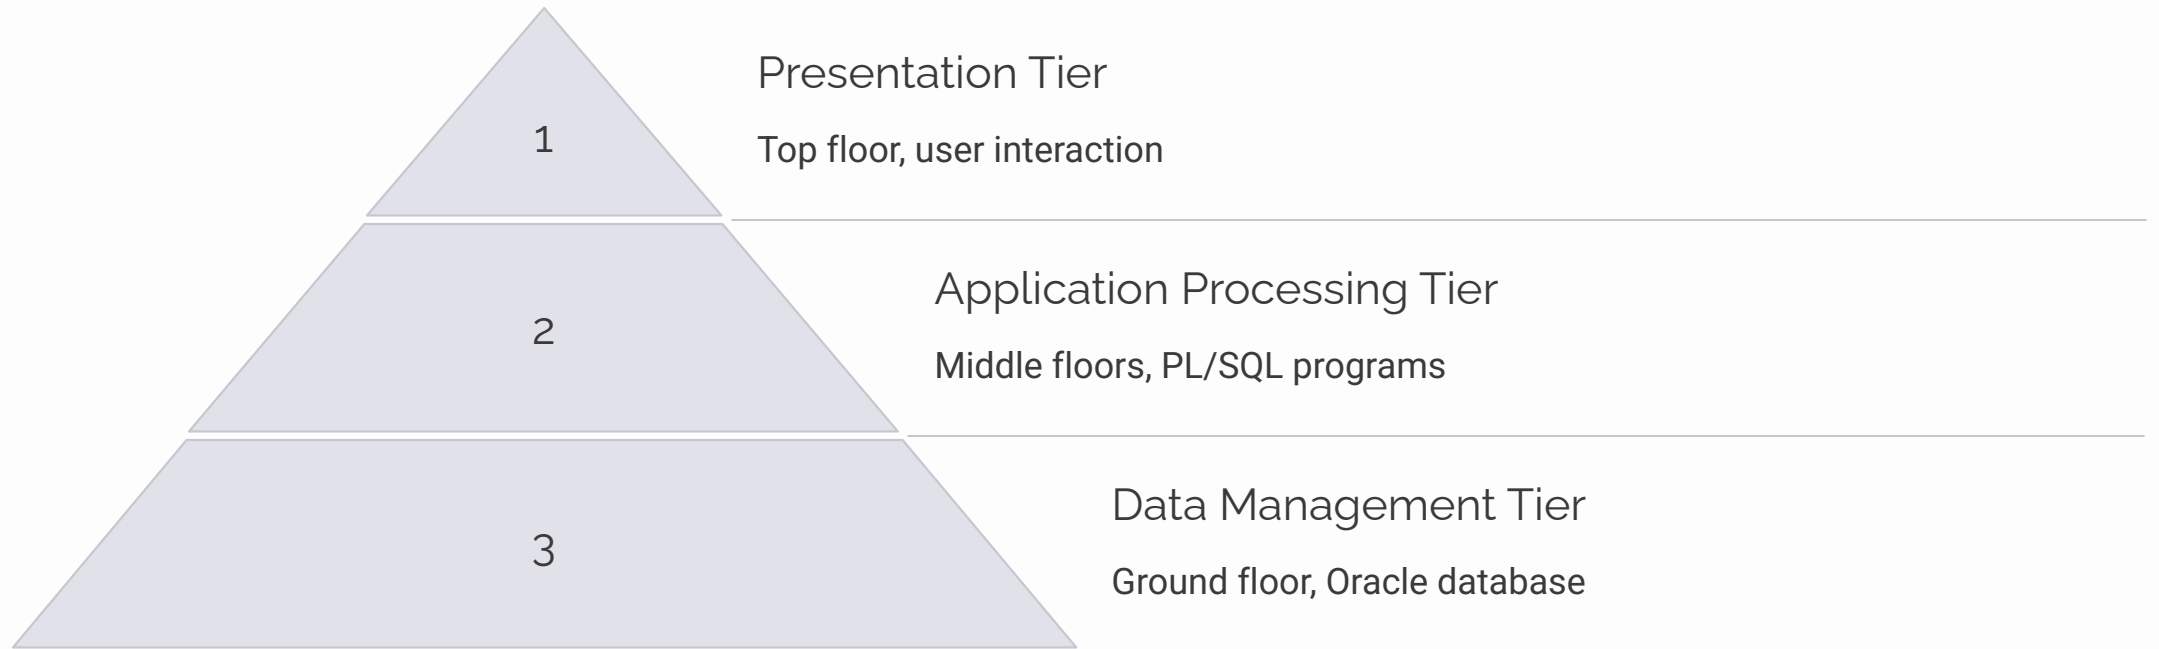 1
Presentation Tier
Top floor, user interaction
2
Application Processing Tier
Middle floors, PL/SQL programs
3
Data Management Tier
Ground floor, Oracle database